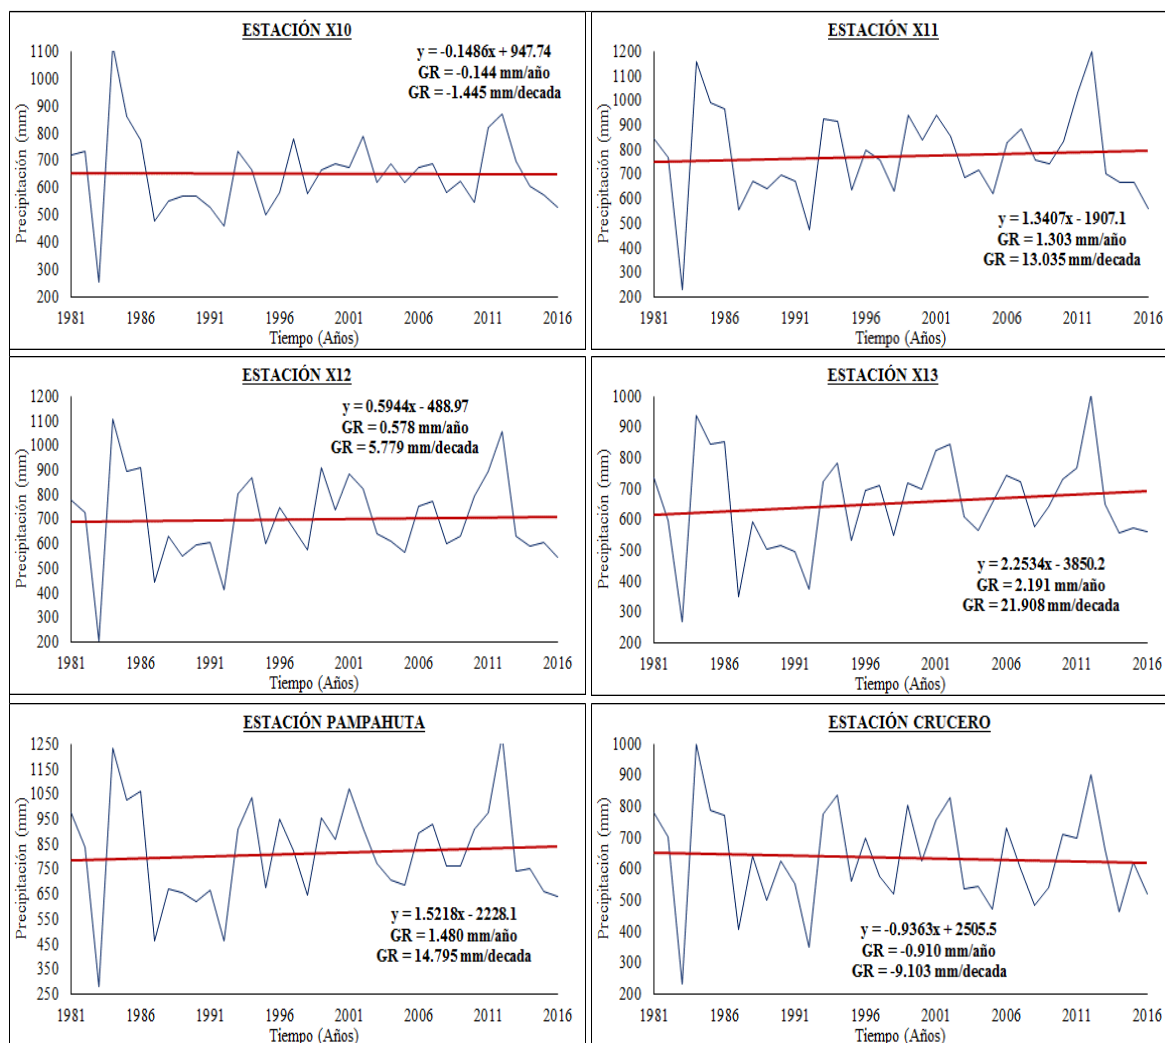 ESTACIÓN X10
y = -0.1486x + 947.74
GR = -0.144 mm/año
GR = -1.445 mm/decada
Precipitación (mm)
1100
1000
900
800
700
600
500
400
300
200
1981 1986 1991 1996 2001 2006 2011 2016
Tiempo (Años)
ESTACIÓN X11
Precipitación (mm)
1200
1100
1000
900
800
700
600
500
400
300
200
y = 1.3407x - 1907.1
GR = 1.303 mm/año
GR = 13.035 mm/decada
1981 1986 1991 1996 2001 2006 2011 2016
Tiempo (Años)
ESTACIÓN X12
y = 0.5944x - 488.97
GR = 0.578 mm/año
GR = 5.779 mm/decada
Precipitación (mm)
1200
1100
1000
900
800
700
600
500
400
300
200
1981 1986 1991 1996 2001 2006 2011 2016
Tiempo (Años)
ESTACIÓN X13
Precipitación (mm)
1000
900
800
700
600
500
400
300
200
y = 2.2534x - 3850.2
GR = 2.191 mm/año
GR = 21.908 mm/decada
1981 1986 1991 1996 2001 2006 2011 2016
Tiempo (Años)
ESTACIÓN PAMPAHUTA
Precipitación (mm)
1250
1150
1050
950
850
750
650
550
450
350
250
y = 1.5218x - 2228.1
GR = 1.480 mm/año
GR = 14.795 mm/decada
1981 1986 1991 1996 2001 2006 2011 2016
Tiempo (Años)
ESTACIÓN CRUCERO
Precipitación (mm)
1000
900
800
700
600
500
400
300
200
y = -0.9363x + 2505.5
GR = -0.910 mm/año
GR = -9.103 mm/decada
1981 1986 1991 1996 2001 2006 2011 2016
Tiempo (Años)